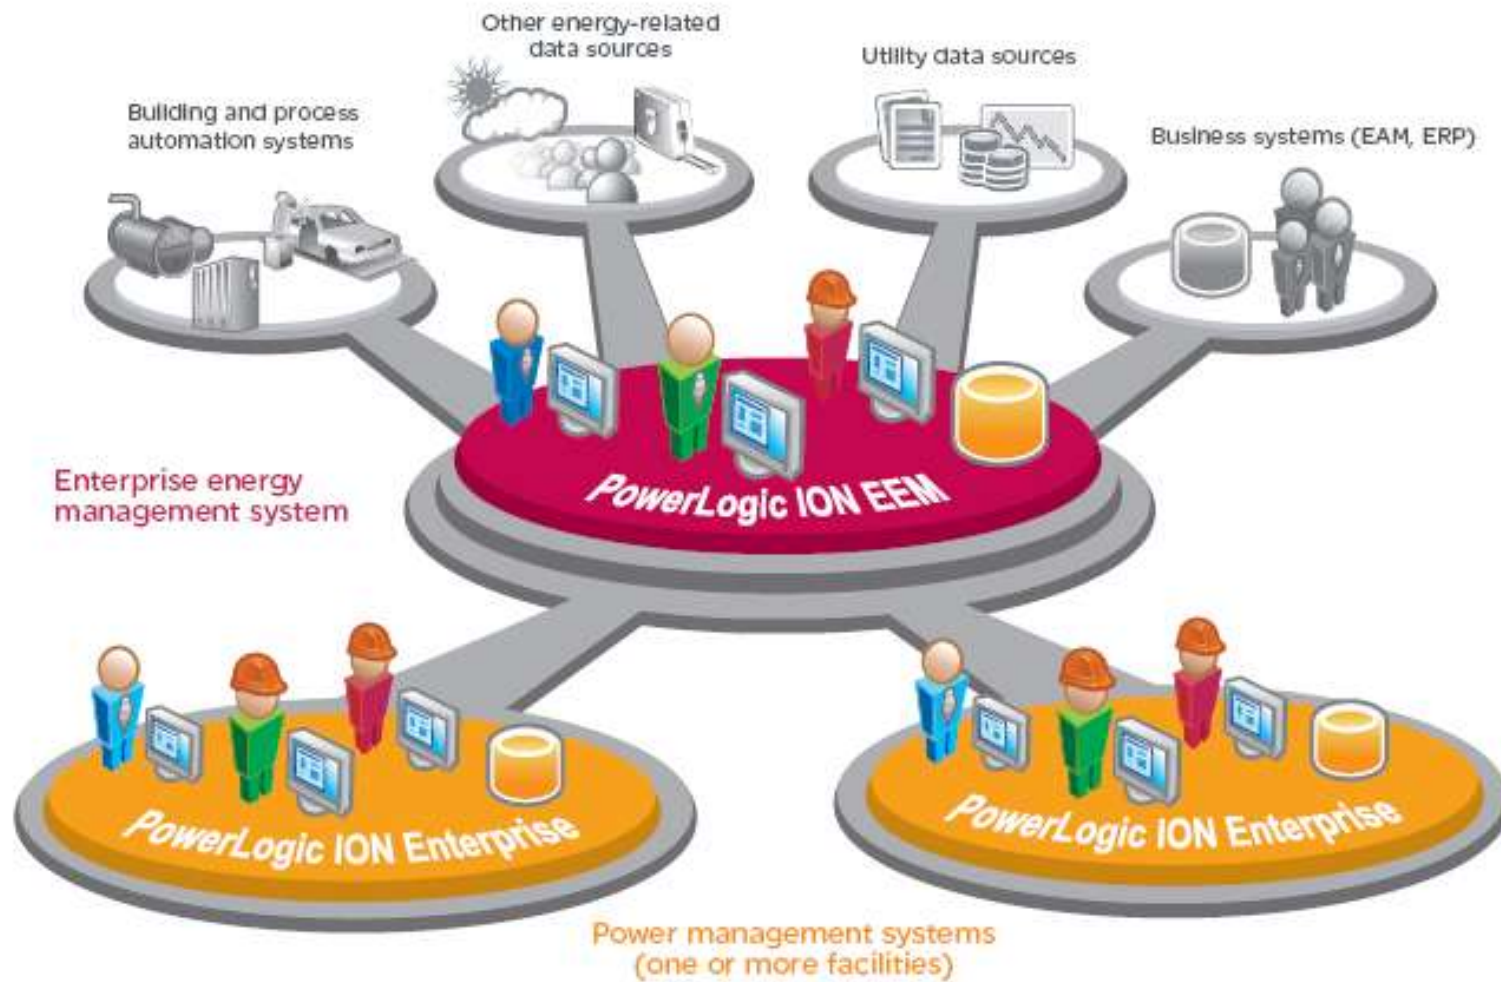 Other energy-related
data sources
Utility data sources
Building and process
automation systems
Business systems (EAM, ERP)
Enterprise energy
management system
PowerLogic ION EEM
PowerLogic ION Enterprise
PowerLogic ION Enterprise
Power management systems
(one or more facilities)